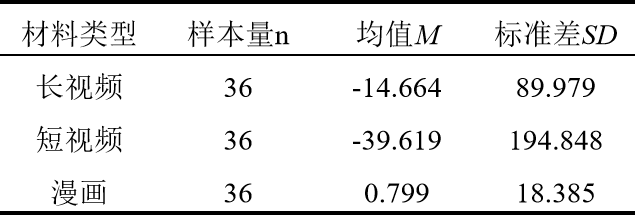 材料类型 样本量n 均值M 标准差SD
长视频 36 -14.664 89.979
短视频 36 -39.619 194.848
漫画 36 0.799 18.385